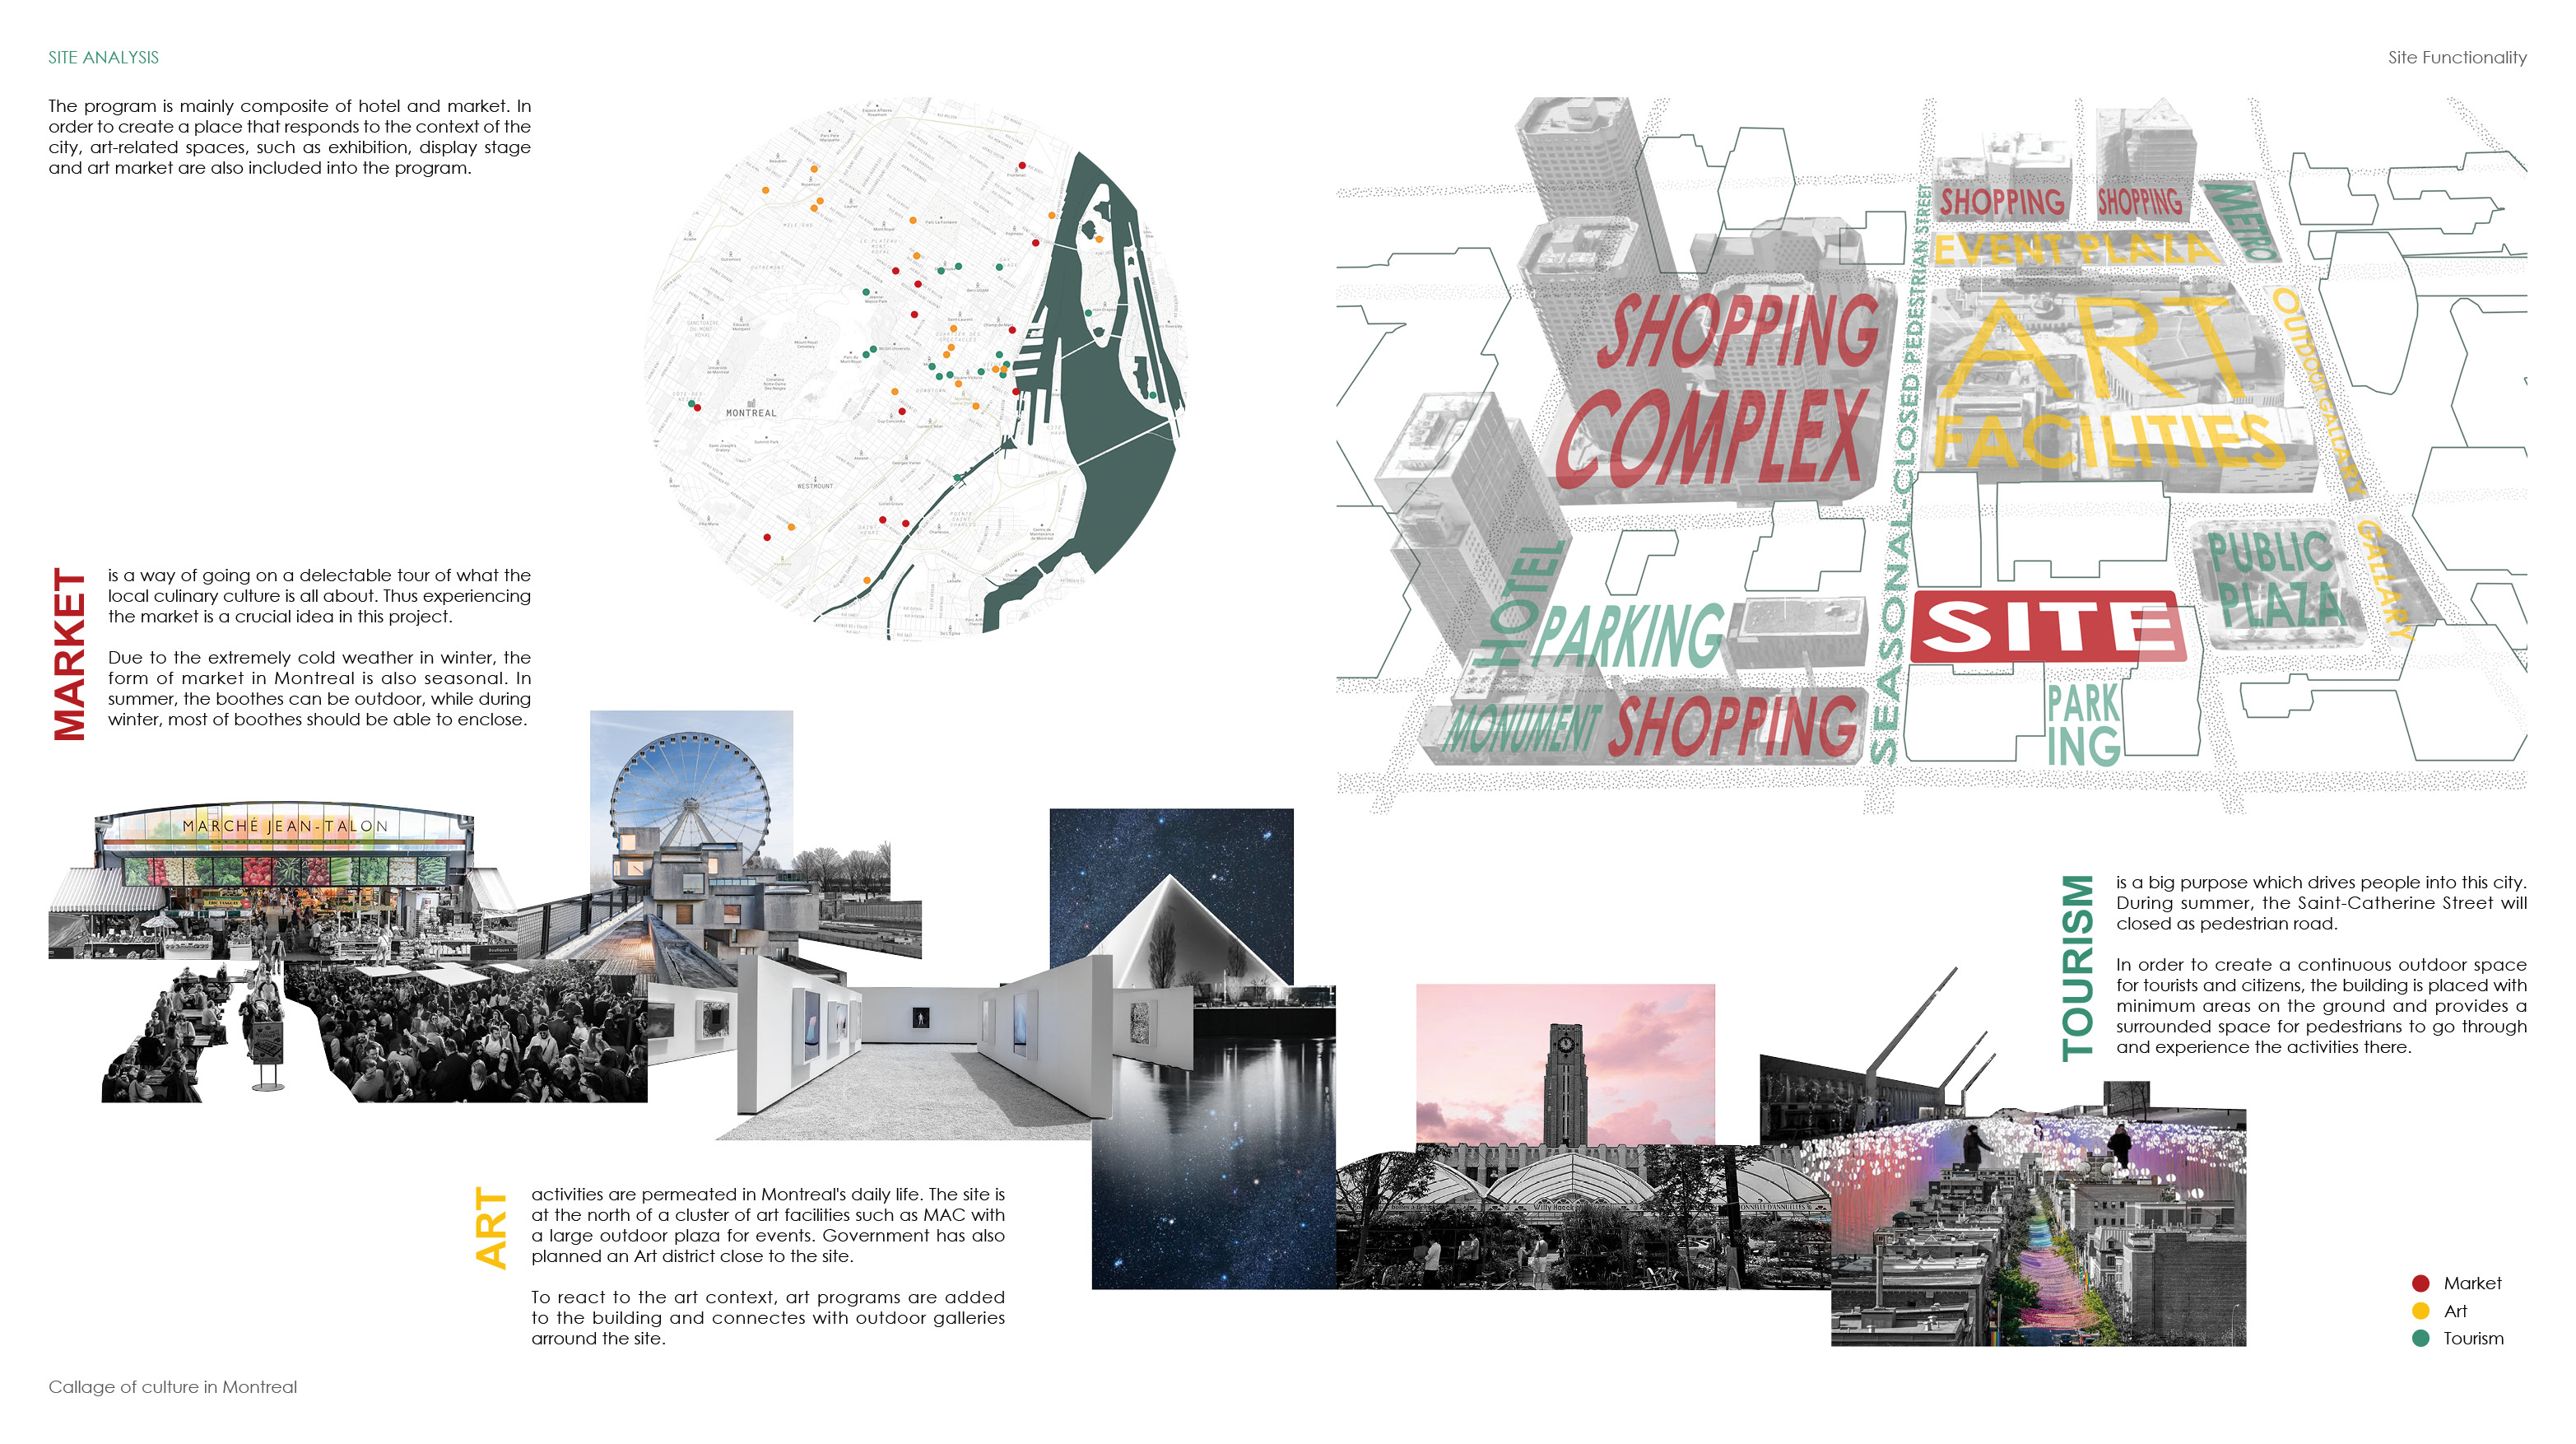 SITE ANALYSIS
Site Functionality
The program is mainly composite of hotel and market. In
order to create a place that responds to the context of the
city, art-related spaces, such as exhibition, display stage
and art market are also included into the program.
MONTREAL
WESTMOUNT
SHOPPING
SHOPPING
METRO
EVENT PLAZA
SHOPPING
COMPLEX
SEASONAL-CLOSED PEDESTRIAN STREET
ART
FACILITIES
OUTDOOR GALLARY
HOTEL
PARKING
SITE
PUBLIC
PLAZA
GALLARY
MONUMENT
SHOPPING
PARK
ING
MARKET
is a way of going on a delectable tour of what the
local culinary culture is all about. Thus experiencing
the market is a crucial idea in this project.
Due to the extremely cold weather in winter, the
form of market in Montreal is also seasonal. In
summer, the boothes can be outdoor, while during
winter, most of boothes should be able to enclose.
MARCHÉ JEAN-TALON
TOURISM
is a big purpose which drives people into this city.
During summer, the Saint-Catherine Street will
closed as pedestrian road.
In order to create a continuous outdoor space
for tourists and citizens, the building is placed with
minimum areas on the ground and provides a
surrounded space for pedestrians to go through
and experience the activities there.
ART
activities are permeated in Montreal's daily life. The site is
at the north of a cluster of art facilities such as MAC with
a large outdoor plaza for events. Government has also
planned an Art district close to the site.
To react to the art context, art programs are added
to the building and connectes with outdoor galleries
arround the site.
Willy Haeck
Market
Art
Tourism
Callage of culture in Montreal